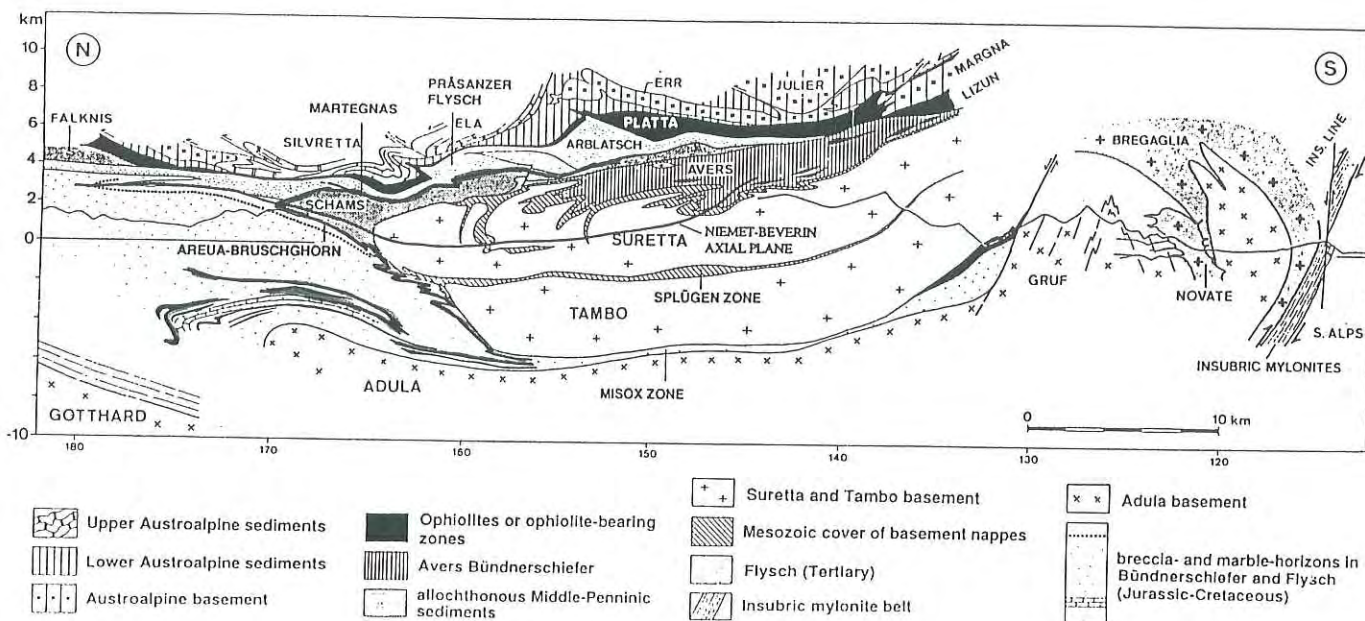 km
10
8
6
4
2
0
-10
N
S
FALKNIS
MARTEGNAS
SILVRETTA
PRÄSANZER
FLYSCH
ELA
ERR
JULIER
MARGNA
LIZUN
PLATTA
ARBLATSCH
AVERS
SCHAMS
AREUA-BRUSCHGHORN
SURETTA
NIEMET-BEVERIN
AXIAL PLANE
SPLÜGEN ZONE
TAMBO
MISOX ZONE
ADULA
GOTTHARD
BREGAGLIA
INS. LINE
GRUF
NOVATE
S. ALPS
INSUBRIC MYLONITES
0 10 km
180 170 160 150 140 130 120
Upper Austroalpine sediments
Lower Austroalpine sediments
Austroalpine basement
Ophiolites or ophiolite-bearing
zones
Avers Bündnerschiefer
allochthonous Middle-Penninic
sediments
Suretta and Tambo basement
Mesozoic cover of basement nappes
Flysch (Tertiary)
Insubric mylonite belt
Adula basement
breccia- and marble-horizons in
Bündnerschiefer and Flysch
(Jurassic-Cretaceous)